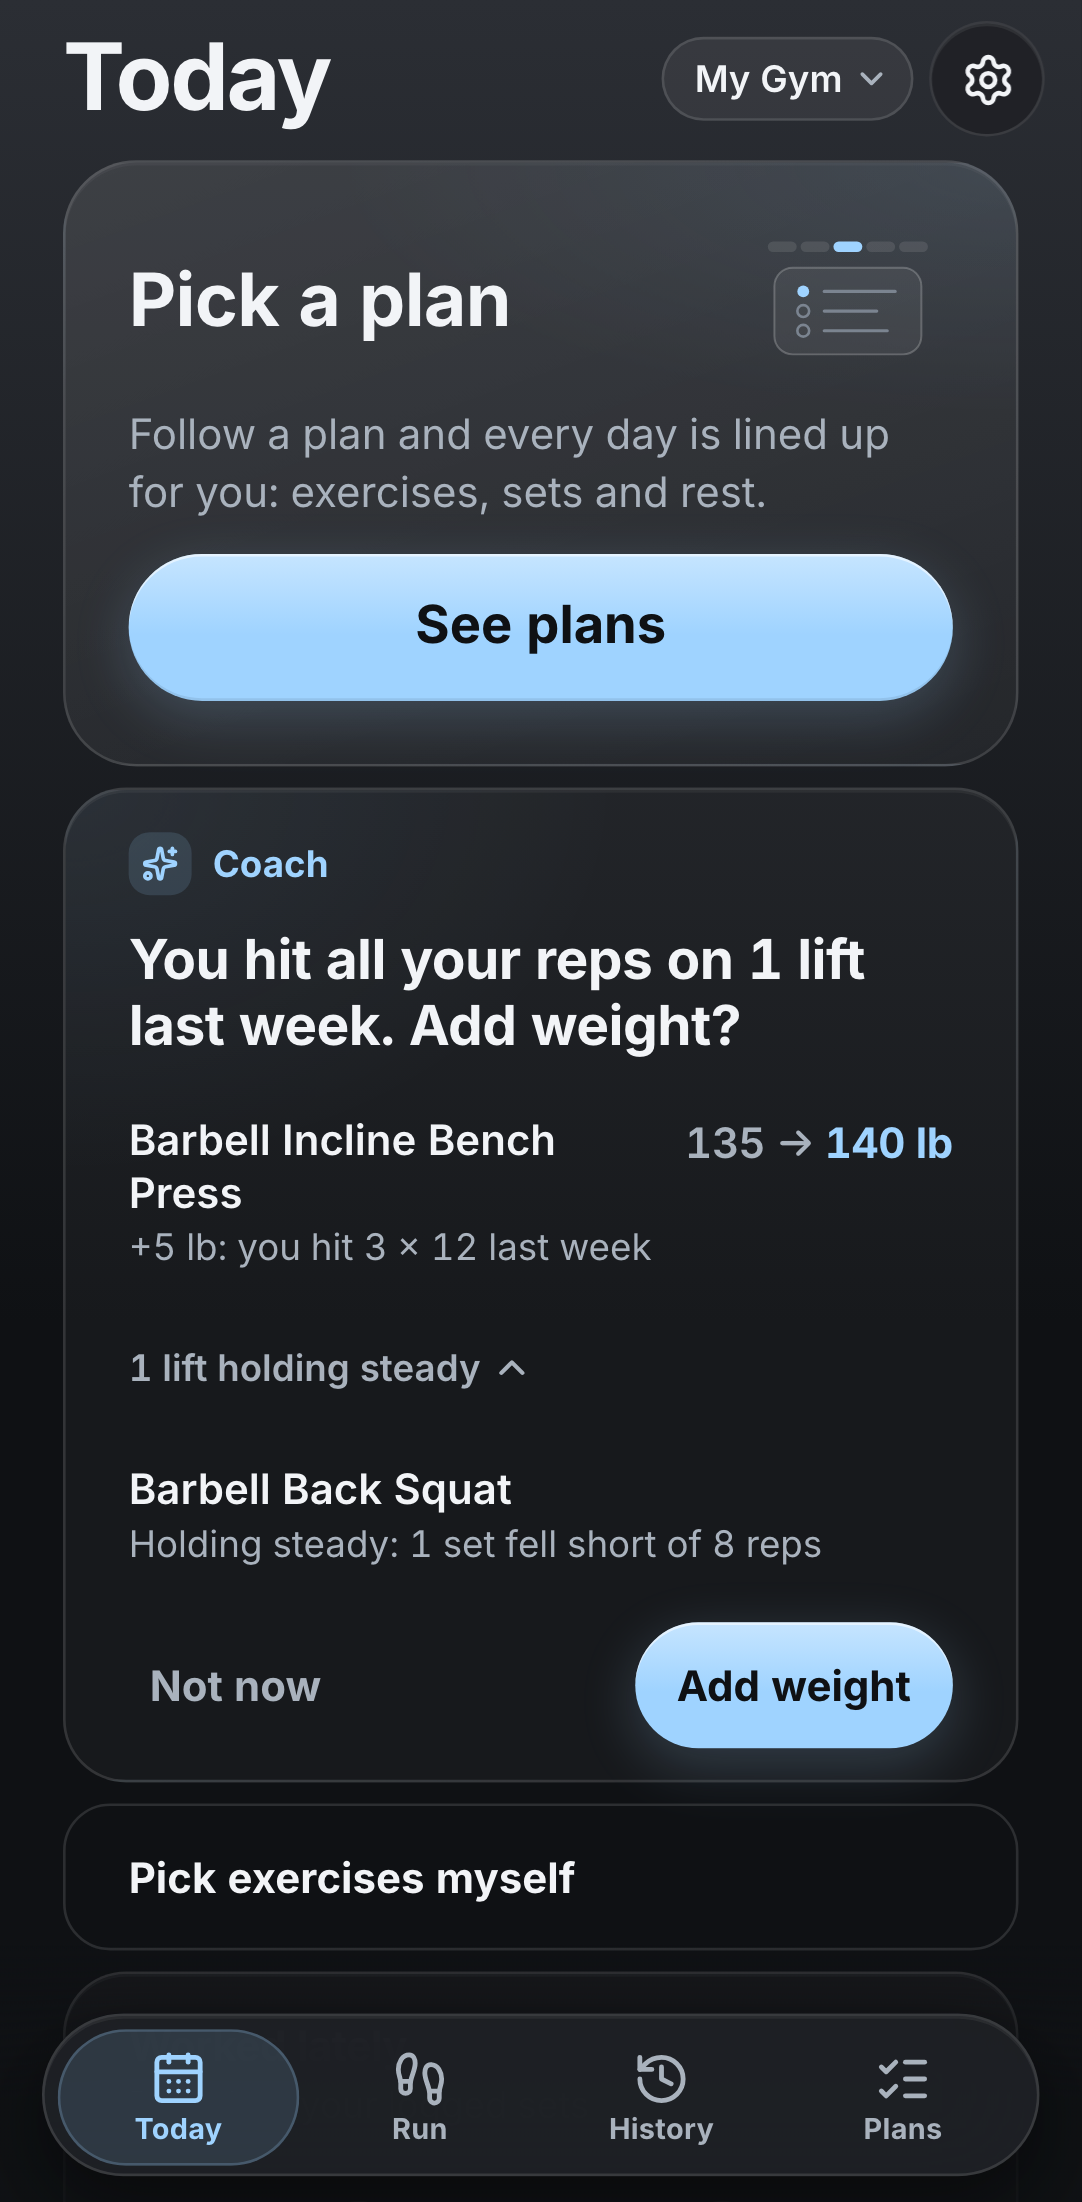 Today
My Gym
Pick a plan
Follow a plan and every day is lined up
for you: exercises, sets and rest.
See plans
Coach
You hit all your reps on 1 lift
last week. Add weight?
Barbell Incline Bench
Press
135 → 140 lb
+5 lb: you hit 3 × 12 last week
1 lift holding steady
Barbell Back Squat
Holding steady: 1 set fell short of 8 reps
Not now
Add weight
Pick exercises myself
Today
Run
History
Plans